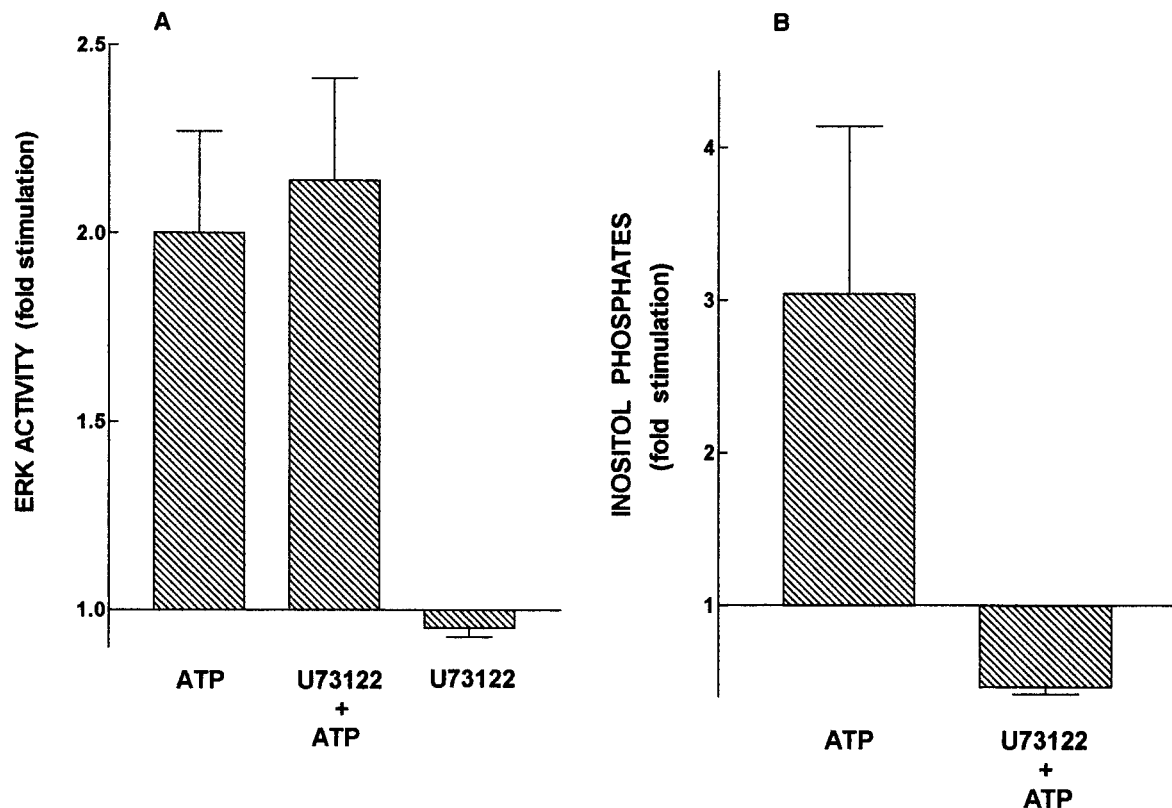 A
ERK ACTIVITY (fold stimulation)
2.5
2.0
1.5
1.0
ATP
U73122
+
ATP
U73122
B
INOSITOL PHOSPHATES
(fold stimulation)
4
3
2
1
ATP
U73122
+
ATP